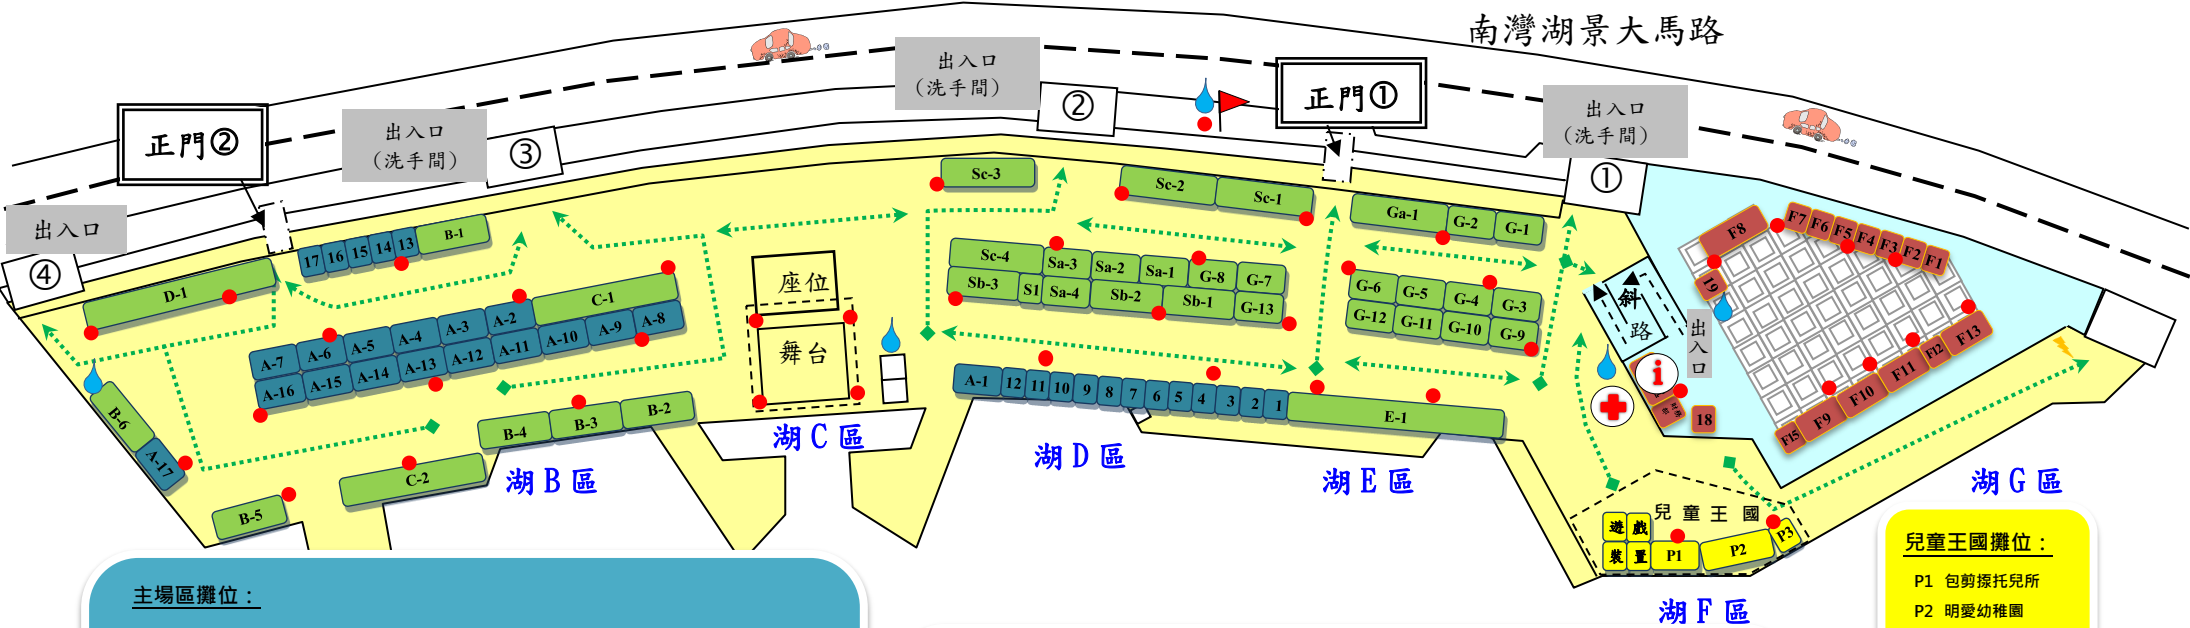 南灣湖景大馬路
出入口
(洗手間)
②
正門①
出入口
(洗手間)
①
正門②
出入口
(洗手間)
③
出入口
④
17 16 15 14 13 B-1
D-1
C-1
A-7 A-6 A-5 A-4 A-3 A-2
A-16 A-15 A-14 A-13 A-12 A-11 A-10 A-9 A-8
B-6
A-17
B-5
C-2
B-4 B-3 B-2
湖B區
座位
舞台
湖C區
Sc-3
Sc-2 Sc-1
Sc-4 Sa-3 Sa-2 Sa-1 G-8 G-7
Sb-3 S1 Sa-4 Sb-2 Sb-1 G-13
A-1 12 11 10 9 8 7 6 5 4 3 2 1 E-1
湖D區
湖E區
Ga-1 G-2 G-1
G-6 G-5 G-4 G-3
G-12 G-11 G-10 G-9
斜
路
出
入
口
i
18
19
F8 F7 F6 F5 F4 F3 F2 F1
F15 F9 F10 F11 F12 F13
湖G區
兒童王國
遊戲
裝置
P1 P2 P3
湖F區
主場區攤位：
兒童王國攤位：
P1 包剪揼托兒所
P2 明愛幼稚園